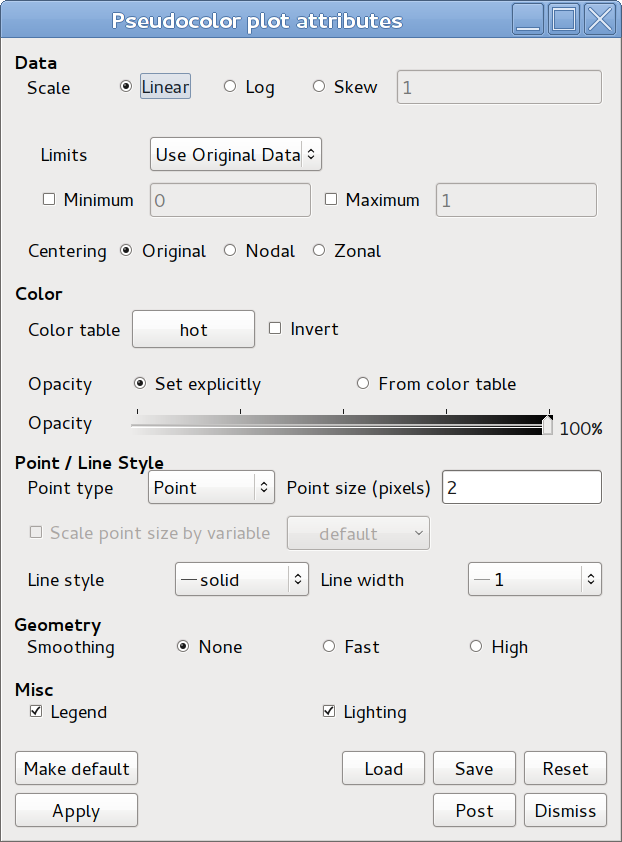 Pseudocolor plot attributes
Data
Scale Linear Log Skew 1
Limits Use Original Data
Minimum 0 Maximum 1
Centering Original Nodal Zonal
Color
Color table hot Invert
Opacity Set explicitly From color table
Opacity 100%
Point / Line Style
Point type Point Point size (pixels) 2
Scale point size by variable default
Line style solid Line width 1
Geometry
Smoothing None Fast High
Misc
Legend Lighting
Make default Load Save Reset
Apply Post Dismiss